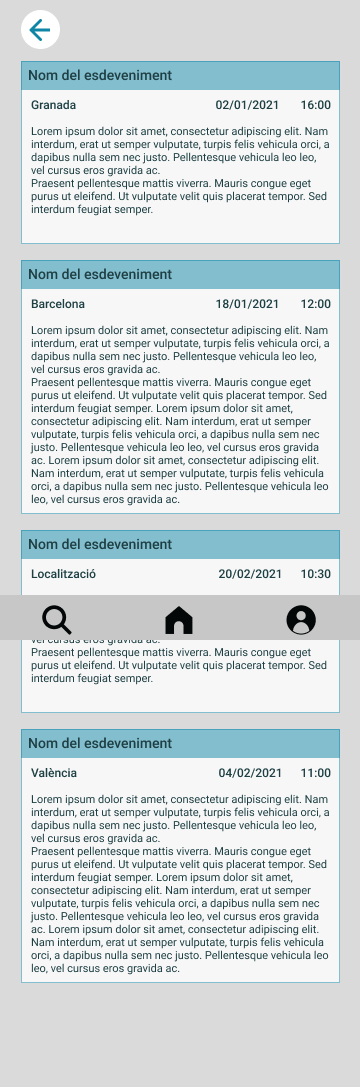 Nom del esdeveniment
Granada 02/01/2021 16:00
Lorem ipsum dolor sit amet, consectetur adipiscing elit. Nam
interdum, erat ut semper vulputate, turpis felis vehicula orci, a
dapibus nulla sem nec justo. Pellentesque vehicula leo leo,
vel cursus eros gravida ac.
Praesent pellentesque mattis viverra. Mauris congue eget
purus ut eleifend. Ut vulputate velit quis placerat tempor. Sed
interdum feugiat semper.
Nom del esdeveniment
Barcelona 18/01/2021 12:00
Lorem ipsum dolor sit amet, consectetur adipiscing elit. Nam
interdum, erat ut semper vulputate, turpis felis vehicula orci, a
dapibus nulla sem nec justo. Pellentesque vehicula leo leo,
vel cursus eros gravida ac.
Praesent pellentesque mattis viverra. Mauris congue eget
purus ut eleifend. Ut vulputate velit quis placerat tempor. Sed
interdum feugiat semper. Lorem ipsum dolor sit amet,
consectetur adipiscing elit. Nam interdum, erat ut semper
vulputate, turpis felis vehicula orci, a dapibus nulla sem nec
justo. Pellentesque vehicula leo leo, vel cursus eros gravida
ac. Lorem ipsum dolor sit amet, consectetur adipiscing elit.
Nam interdum, erat ut semper vulputate, turpis felis vehicula
orci, a dapibus nulla sem nec justo. Pellentesque vehicula leo
leo, vel cursus eros gravida ac.
Nom del esdeveniment
Localització 20/02/2021 10:30
vel cursus eros gravida ac.
Praesent pellentesque mattis viverra. Mauris congue eget
purus ut eleifend. Ut vulputate velit quis placerat tempor. Sed
interdum feugiat semper.
Nom del esdeveniment
València 04/02/2021 11:00
Lorem ipsum dolor sit amet, consectetur adipiscing elit. Nam
interdum, erat ut semper vulputate, turpis felis vehicula orci, a
dapibus nulla sem nec justo. Pellentesque vehicula leo leo,
vel cursus eros gravida ac.
Praesent pellentesque mattis viverra. Mauris congue eget
purus ut eleifend. Ut vulputate velit quis placerat tempor. Sed
interdum feugiat semper. Lorem ipsum dolor sit amet,
consectetur adipiscing elit. Nam interdum, erat ut semper
vulputate, turpis felis vehicula orci, a dapibus nulla sem nec
justo. Pellentesque vehicula leo leo, vel cursus eros gravida
ac. Lorem ipsum dolor sit amet, consectetur adipiscing elit.
Nam interdum, erat ut semper vulputate, turpis felis vehicula
orci, a dapibus nulla sem nec justo. Pellentesque vehicula leo
leo, vel cursus eros gravida ac.